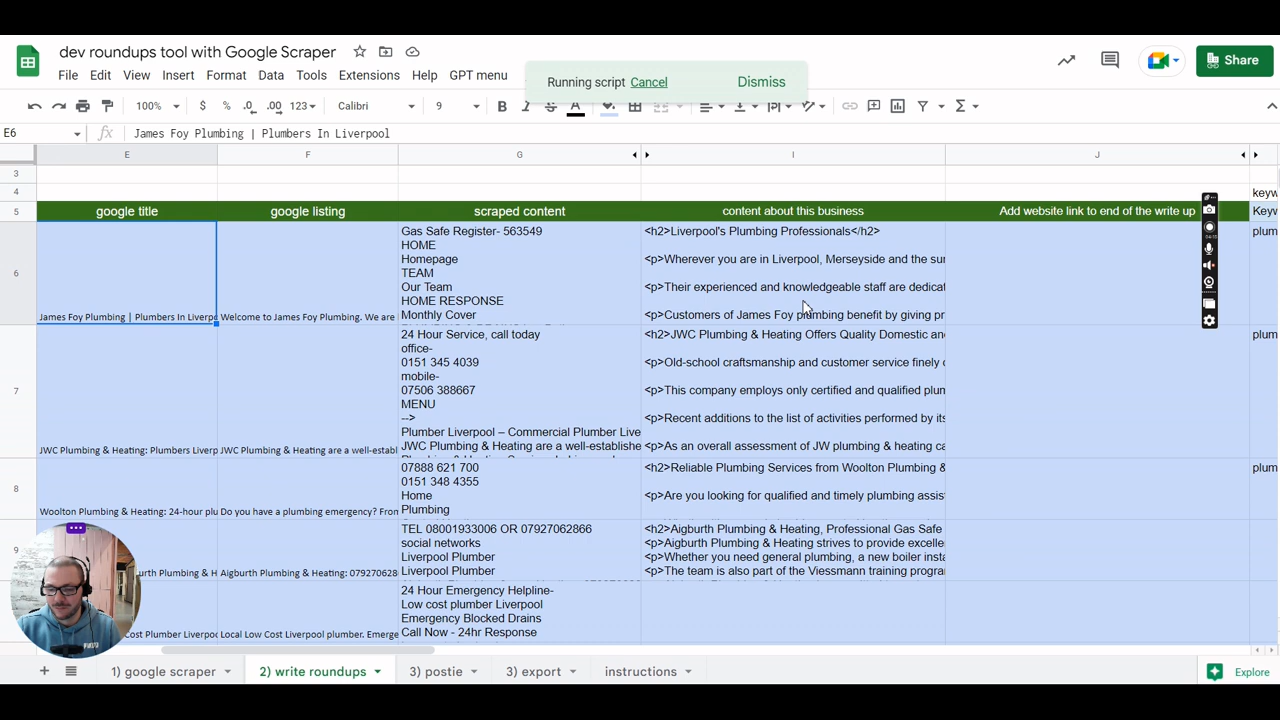 dev roundups tool with Google Scraper
File Edit View Insert Format Data Tools Extensions Help GPT menu
Running script Cancel Dismiss
Share
100% $ % .0 .00 123 Calibri 9 B I S A
E6 fx James Foy Plumbing | Plumbers In Liverpool
E F G I J
3
4 keyw
5 google title google listing scraped content content about this business Add website link to end of the write up Keyw
6
James Foy Plumbing | Plumbers In Liverp
Welcome to James Foy Plumbing. We are
Gas Safe Register- 563549
HOME
Homepage
TEAM
Our Team
HOME RESPONSE
Monthly Cover
<h2>Liverpool's Plumbing Professionals</h2>
<p>Wherever you are in Liverpool, Merseyside and the sur
<p>Their experienced and knowledgeable staff are dedicat
<p>Customers of James Foy plumbing benefit by giving pr
plum
7
JWC Plumbing & Heating: Plumbers Liverp
JWC Plumbing & Heating are a well-establ
24 Hour Service, call today
office-
0151 345 4039
mobile-
07506 388667
MENU
-->
Plumber Liverpool – Commercial Plumber Live
JWC Plumbing & Heating are a well-establishe
<h2>JWC Plumbing & Heating Offers Quality Domestic an
<p>Old-school craftsmanship and customer service finely c
<p>This company employs only certified and qualified plum
<p>Recent additions to the list of activities performed by its
<p>As an overall assessment of JW plumbing & heating ca
plum
8
Woolton Plumbing & Heating: 24-hour plu
Do you have a plumbing emergency? Fron
07888 621 700
0151 348 4355
Home
Plumbing
<h2>Reliable Plumbing Services from Woolton Plumbing &
<p>Are you looking for qualified and timely plumbing assis
plum
9
urth Plumbing & H
Aigburth Plumbing & Heating: 079270628
TEL 08001933006 OR 07927062866
social networks
Liverpool Plumber
Liverpool Plumber
<h2>Aigburth Plumbing & Heating, Professional Gas Safe
<p>Aigburth Plumbing & Heating strives to provide excelle
<p>Whether you need general plumbing, a new boiler insta
<p>The team is also part of the Viessmann training progran
Cost Plumber Liverpoo
Local Low Cost Liverpool plumber. Emerge
24 Hour Emergency Helpline-
Low cost plumber Liverpool
Emergency Blocked Drains
Call Now - 24hr Response
1) google scraper 2) write roundups 3) postie 3) export instructions Explore